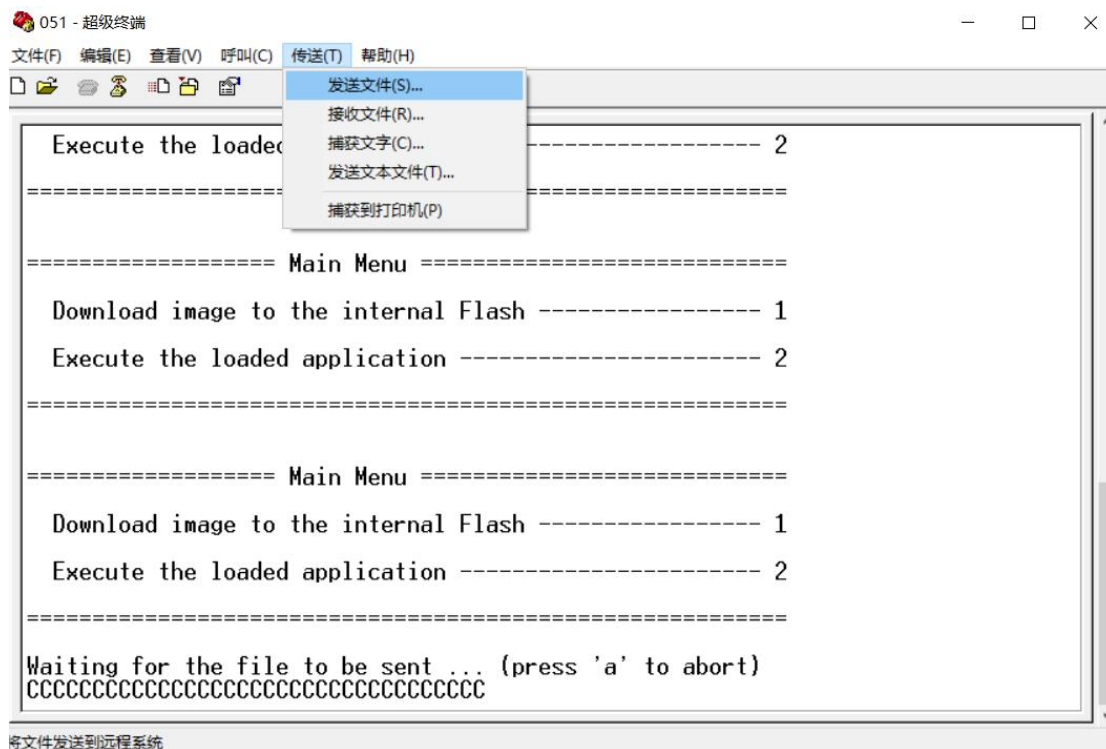 051 - 超级终端
文件(F) 编辑(E) 查看(V) 呼叫(C) 传送(T) 帮助(H)
发送文件(S)...
接收文件(R)...
捕获文字(C)...
发送文本文件(T)...
捕获到打印机(P)
Execute the loaded --------------- 2
==========================================================
=================== Main Menu ============================
Download image to the internal Flash ----------------- 1
Execute the loaded application ----------------------- 2
==========================================================
=================== Main Menu ============================
Download image to the internal Flash ----------------- 1
Execute the loaded application ----------------------- 2
==========================================================
Waiting for the file to be sent ... (press 'a' to abort)
CCCCCCCCCCCCCCCCCCCCCCCCCCCCCCCCCCC
将文件发送到远程系统